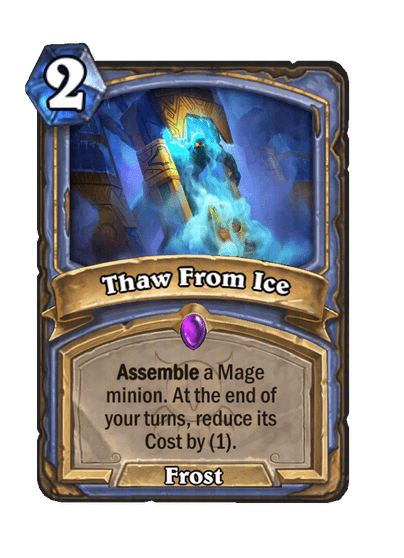 2
Thaw From Ice
Assemble a Mage
minion. At the end of
your turns, reduce its
Cost by (1).
Frost